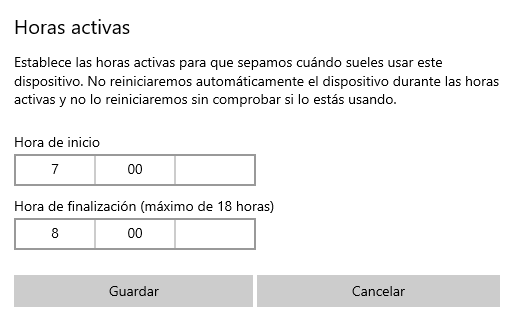 Horas activas
Establece las horas activas para que sepamos cuándo sueles usar este
dispositivo. No reiniciaremos automáticamente el dispositivo durante las horas
activas y no lo reiniciaremos sin comprobar si lo estás usando.
Hora de inicio
7 00
Hora de finalización (máximo de 18 horas)
8 00
Guardar Cancelar